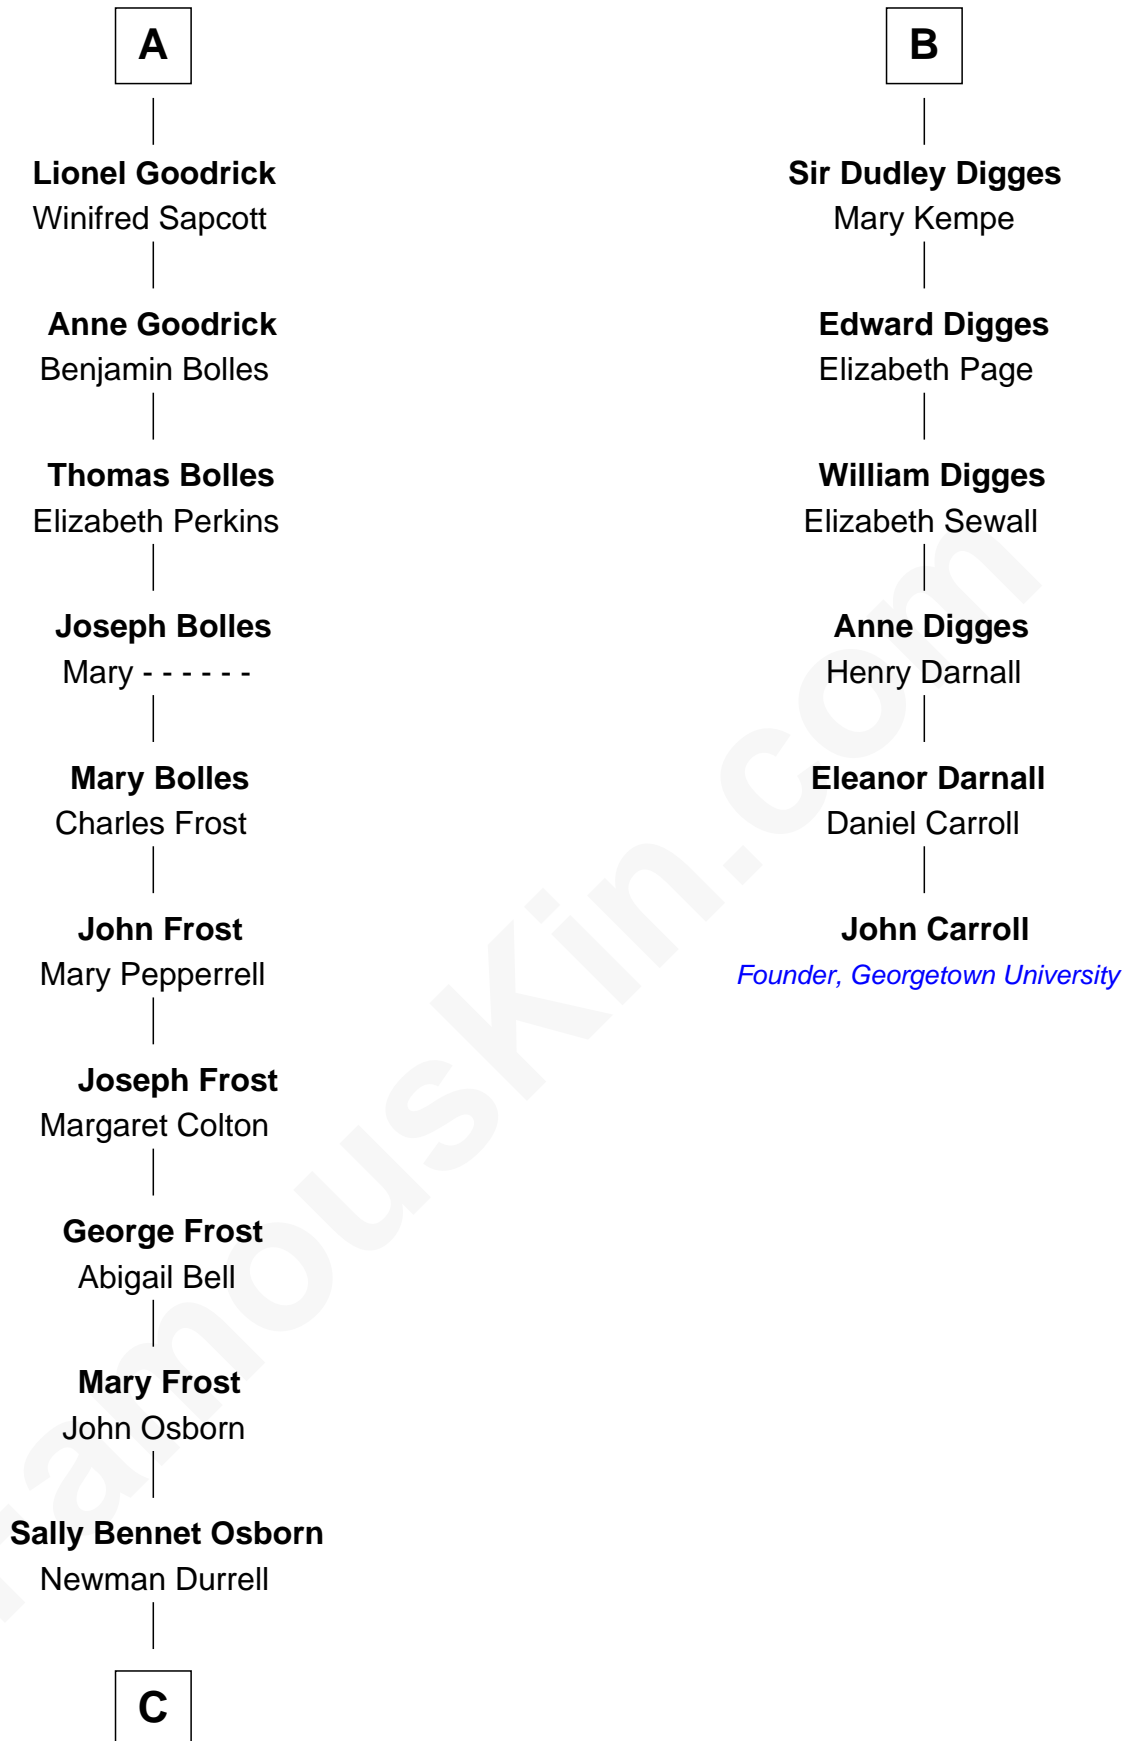 A
Lionel Goodrick
Winifred Sapcott
Anne Goodrick
Benjamin Bolles
Thomas Bolles
Elizabeth Perkins
Joseph Bolles
Mary - - - - - -
Mary Bolles
Charles Frost
John Frost
Mary Pepperrell
Joseph Frost
Margaret Colton
George Frost
Abigail Bell
Mary Frost
John Osborn
Sally Bennet Osborn
Newman Durrell
C
B
Sir Dudley Digges
Mary Kempe
Edward Digges
Elizabeth Page
William Digges
Elizabeth Sewall
Anne Digges
Henry Darnall
Eleanor Darnall
Daniel Carroll
John Carroll
Founder, Georgetown University
FamousKin.com